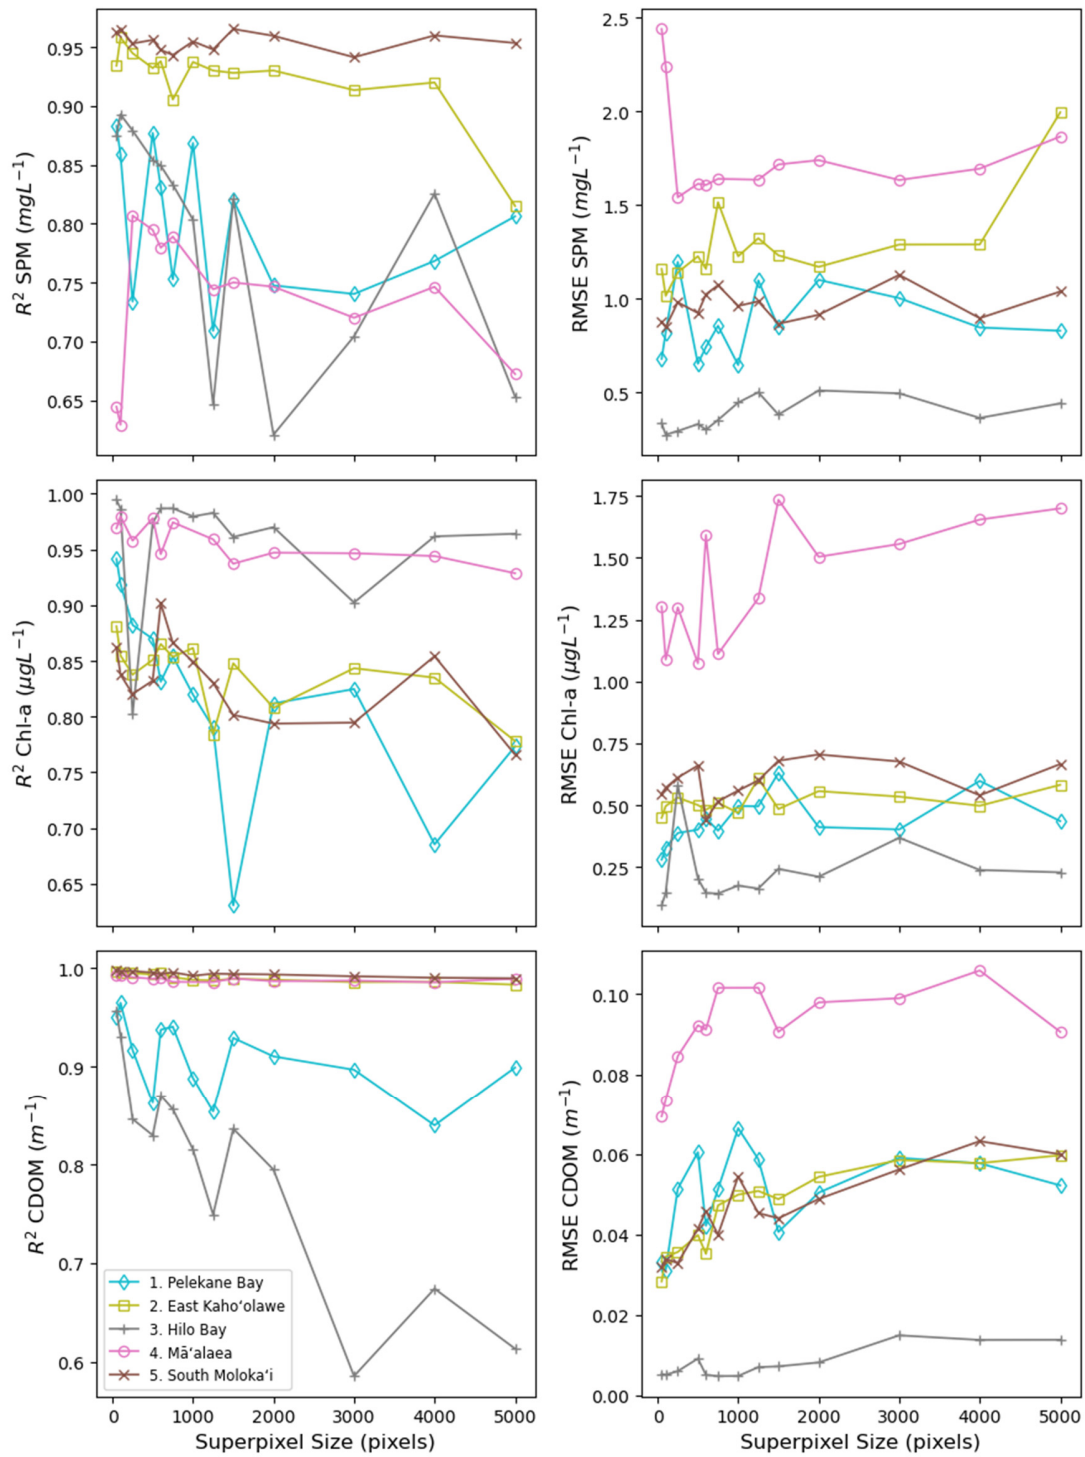 0.95
0.90
0.85
0.80
0.75
0.70
0.65
R² SPM (mgL⁻¹)
2.5
2.0
1.5
1.0
0.5
RMSE SPM (mgL⁻¹)
1.00
0.95
0.90
0.85
0.80
0.75
0.70
0.65
R² Chl-a (μgL⁻¹)
1.75
1.50
1.25
1.00
0.75
0.50
0.25
RMSE Chl-a (μgL⁻¹)
1.0
0.9
0.8
0.7
0.6
R² CDOM (m⁻¹)
1. Pelekane Bay
2. East Kahoʻolawe
3. Hilo Bay
4. Māʻalaea
5. South Molokaʻi
0 1000 2000 3000 4000 5000
Superpixel Size (pixels)
0.10
0.08
0.06
0.04
0.02
0.00
RMSE CDOM (m⁻¹)
0 1000 2000 3000 4000 5000
Superpixel Size (pixels)